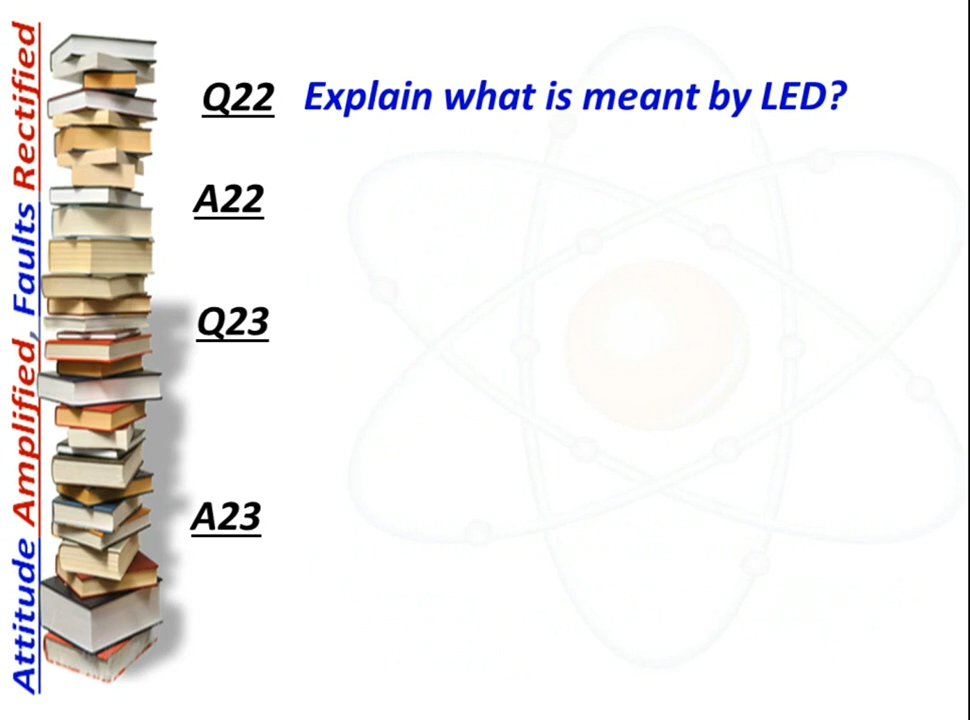 Attitude Amplified, Faults Rectified
Q22 Explain what is meant by LED?
A22
Q23
A23